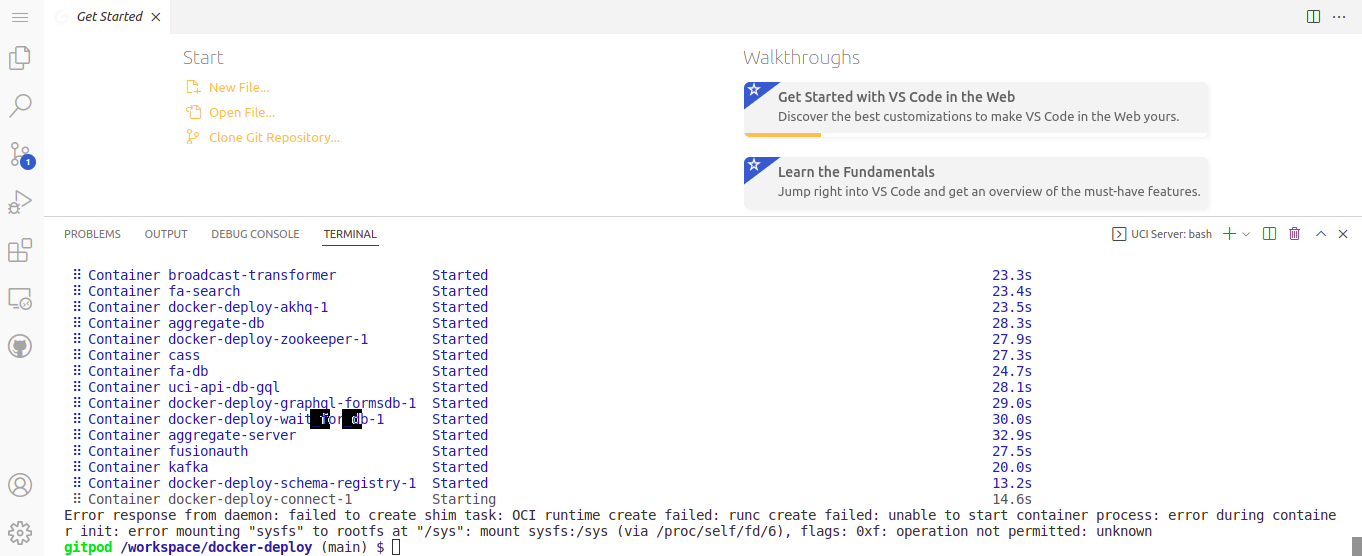 Get Started
Start
New File...
Open File...
Clone Git Repository...
Walkthroughs
Get Started with VS Code in the Web
Discover the best customizations to make VS Code in the Web yours.
Learn the Fundamentals
Jump right into VS Code and get an overview of the must-have features.
1
PROBLEMS OUTPUT DEBUG CONSOLE TERMINAL UCI Server: bash
Container broadcast-transformer Started 23.3s
Container fa-search Started 23.4s
Container docker-deploy-akhq-1 Started 23.5s
Container aggregate-db Started 28.3s
Container docker-deploy-zookeeper-1 Started 27.9s
Container cass Started 27.3s
Container fa-db Started 24.7s
Container uci-api-db-gql Started 28.1s
Container docker-deploy-graphql-formsdb-1 Started 29.0s
Container docker-deploy-wait-for-db-1 Started 30.0s
Container aggregate-server Started 32.9s
Container fusionauth Started 27.5s
Container kafka Started 20.0s
Container docker-deploy-schema-registry-1 Started 13.2s
Container docker-deploy-connect-1 Starting 14.6s
Error response from daemon: failed to create shim task: OCI runtime create failed: runc create failed: unable to start container process: error during containe
r init: error mounting "sysfs" to rootfs at "/sys": mount sysfs:/sys (via /proc/self/fd/6), flags: 0xf: operation not permitted: unknown
gitpod /workspace/docker-deploy (main) $